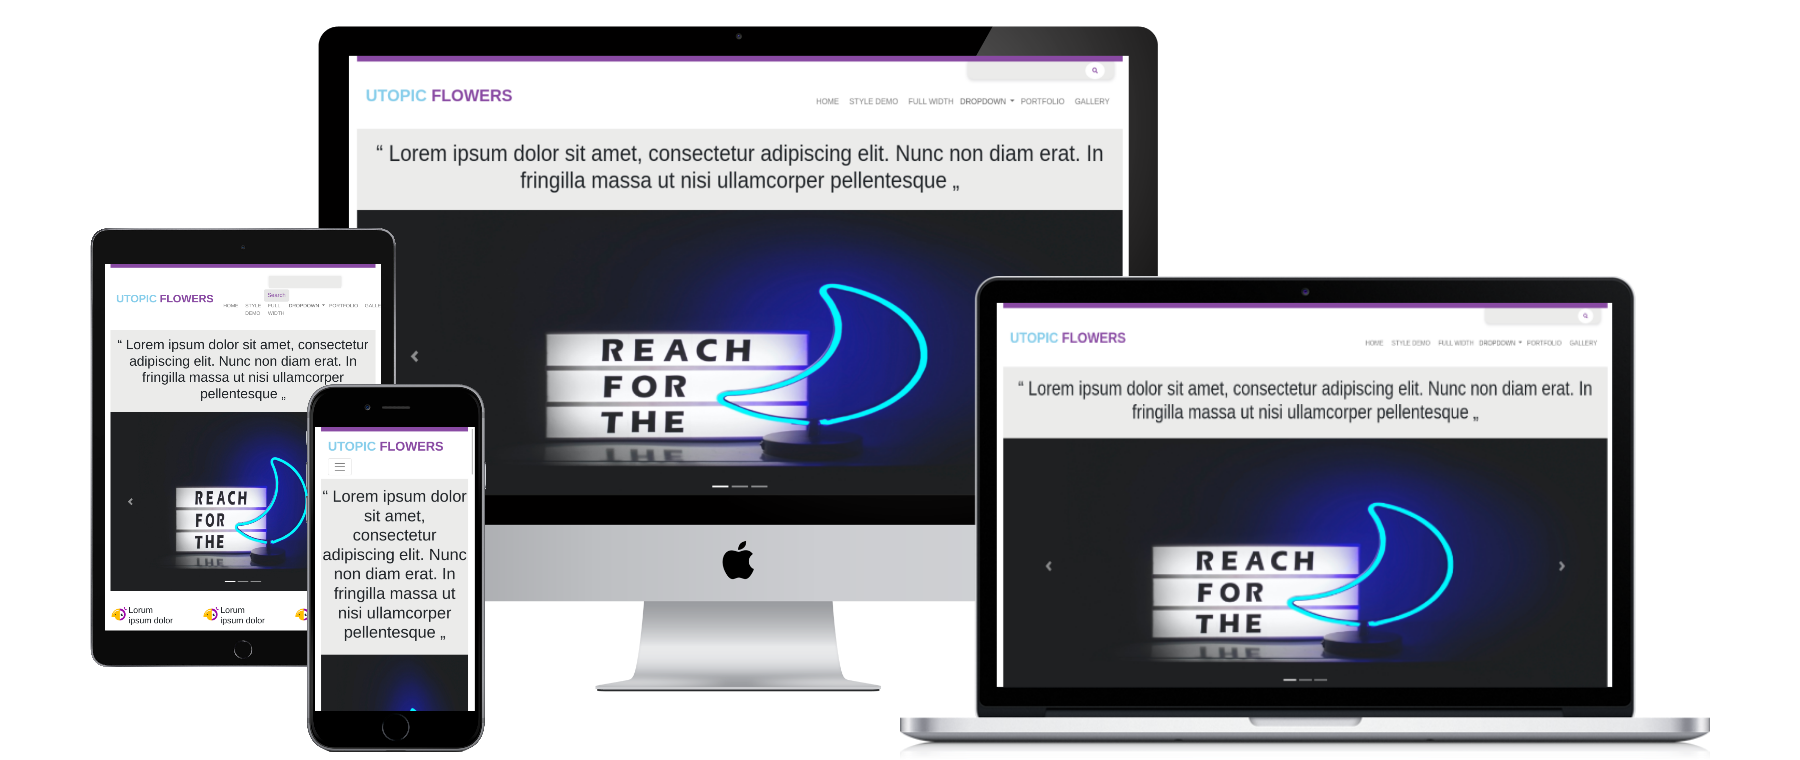 UTOPIC FLOWERS
HOME STYLE DEMO FULL WIDTH DROPDOWN PORTFOLIO GALLERY
“ Lorem ipsum dolor sit amet, consectetur adipiscing elit. Nunc non diam erat. In
fringilla massa ut nisi ullamcorper pellentesque „
REACH
FOR
THE
UTOPIC FLOWERS
Search
HOME STYLE FULL DROPDOWN PORTFOLIO GALLE
DEMO WIDTH
“ Lorem ipsum dolor sit amet, consectetur
adipiscing elit. Nunc non diam erat. In
fringilla massa ut nisi ullamcorper
pellentesque „
REACH
FOR
THE
Lorum
ipsum dolor
Lorum
ipsum dolor
UTOPIC FLOWERS
“ Lorem ipsum dolor
sit amet,
consectetur
adipiscing elit. Nunc
non diam erat. In
fringilla massa ut
nisi ullamcorper
pellentesque „
UTOPIC FLOWERS
HOME STYLE DEMO FULL WIDTH DROPDOWN PORTFOLIO GALLERY
“ Lorem ipsum dolor sit amet, consectetur adipiscing elit. Nunc non diam erat. In
fringilla massa ut nisi ullamcorper pellentesque „
REACH
FOR
THE